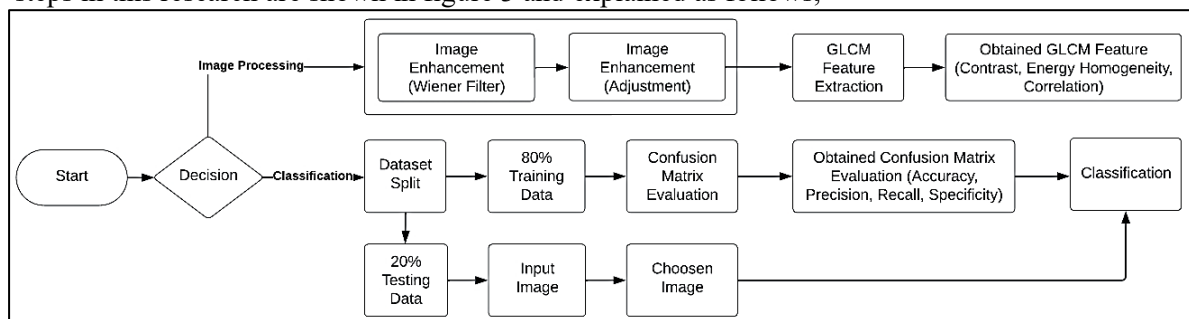 steps in this research are shown in figure 3 and explained as follows;
Image Processing
Image
Enhancement
(Wiener Filter)
Image
Enhancement
(Adjustment)
GLCM
Feature
Extraction
Obtained GLCM Feature
(Contrast, Energy Homogeneity,
Correlation)
Start
Decision
Classification
Dataset
Split
80%
Training
Data
Confusion
Matrix
Evaluation
Obtained Confusion Matrix
Evaluation (Accuracy,
Precision, Recall, Specificity)
Classification
20%
Testing
Data
Input
Image
Choosen
Image